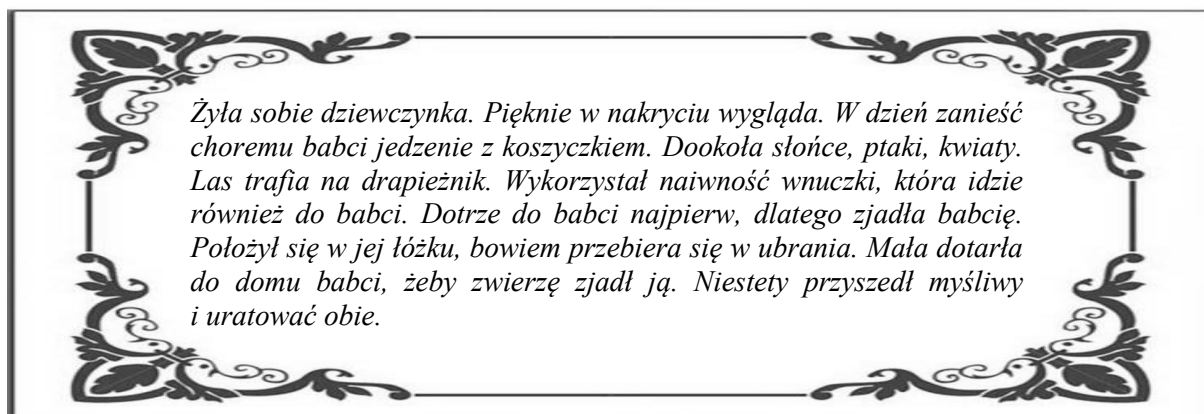 Żyła sobie dziewczynka. Pięknie w nakryciu wygląda. W dzień zanieść
choremu babci jedzenie z koszyczkiem. Dookoła słońce, ptaki, kwiaty.
Las trafia na drapieżnik. Wykorzystał naiwność wnuczki, która idzie
również do babci. Dotrze do babci najpierw, dlatego zjadła babcię.
Położył się w jej łóżku, bowiem przebiera się w ubrania. Mała dotarła
do domu babci, żeby zwierzę zjadł ją. Niestety przyszedł myśliwy
i uratować obie.